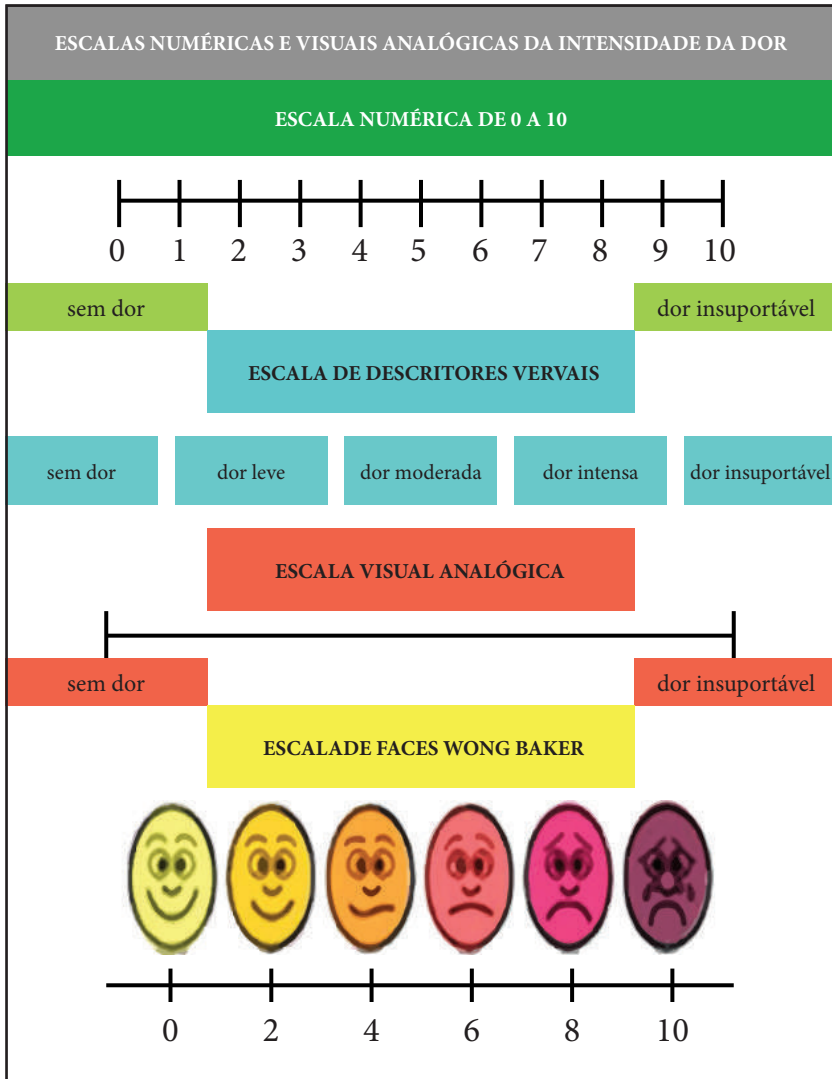 ESCALAS NUMÉRICAS E VISUAIS ANALÓGICAS DA INTENSIDADE DA DOR
ESCALA NUMÉRICA DE 0 A 10
0 1 2 3 4 5 6 7 8 9 10
sem dor dor insuportável
ESCALA DE DESCRITORES VERVAIS
sem dor dor leve dor moderada dor intensa dor insuportável
ESCALA VISUAL ANALÓGICA
sem dor dor insuportável
ESCALADE FACES WONG BAKER
0 2 4 6 8 10